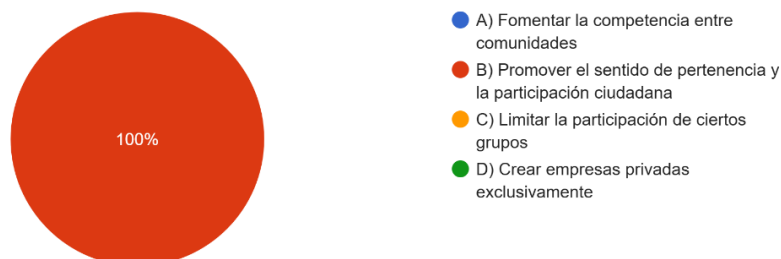 100%
A) Fomentar la competencia entre
comunidades
B) Promover el sentido de pertenencia y
la participación ciudadana
C) Limitar la participación de ciertos
grupos
D) Crear empresas privadas
exclusivamente